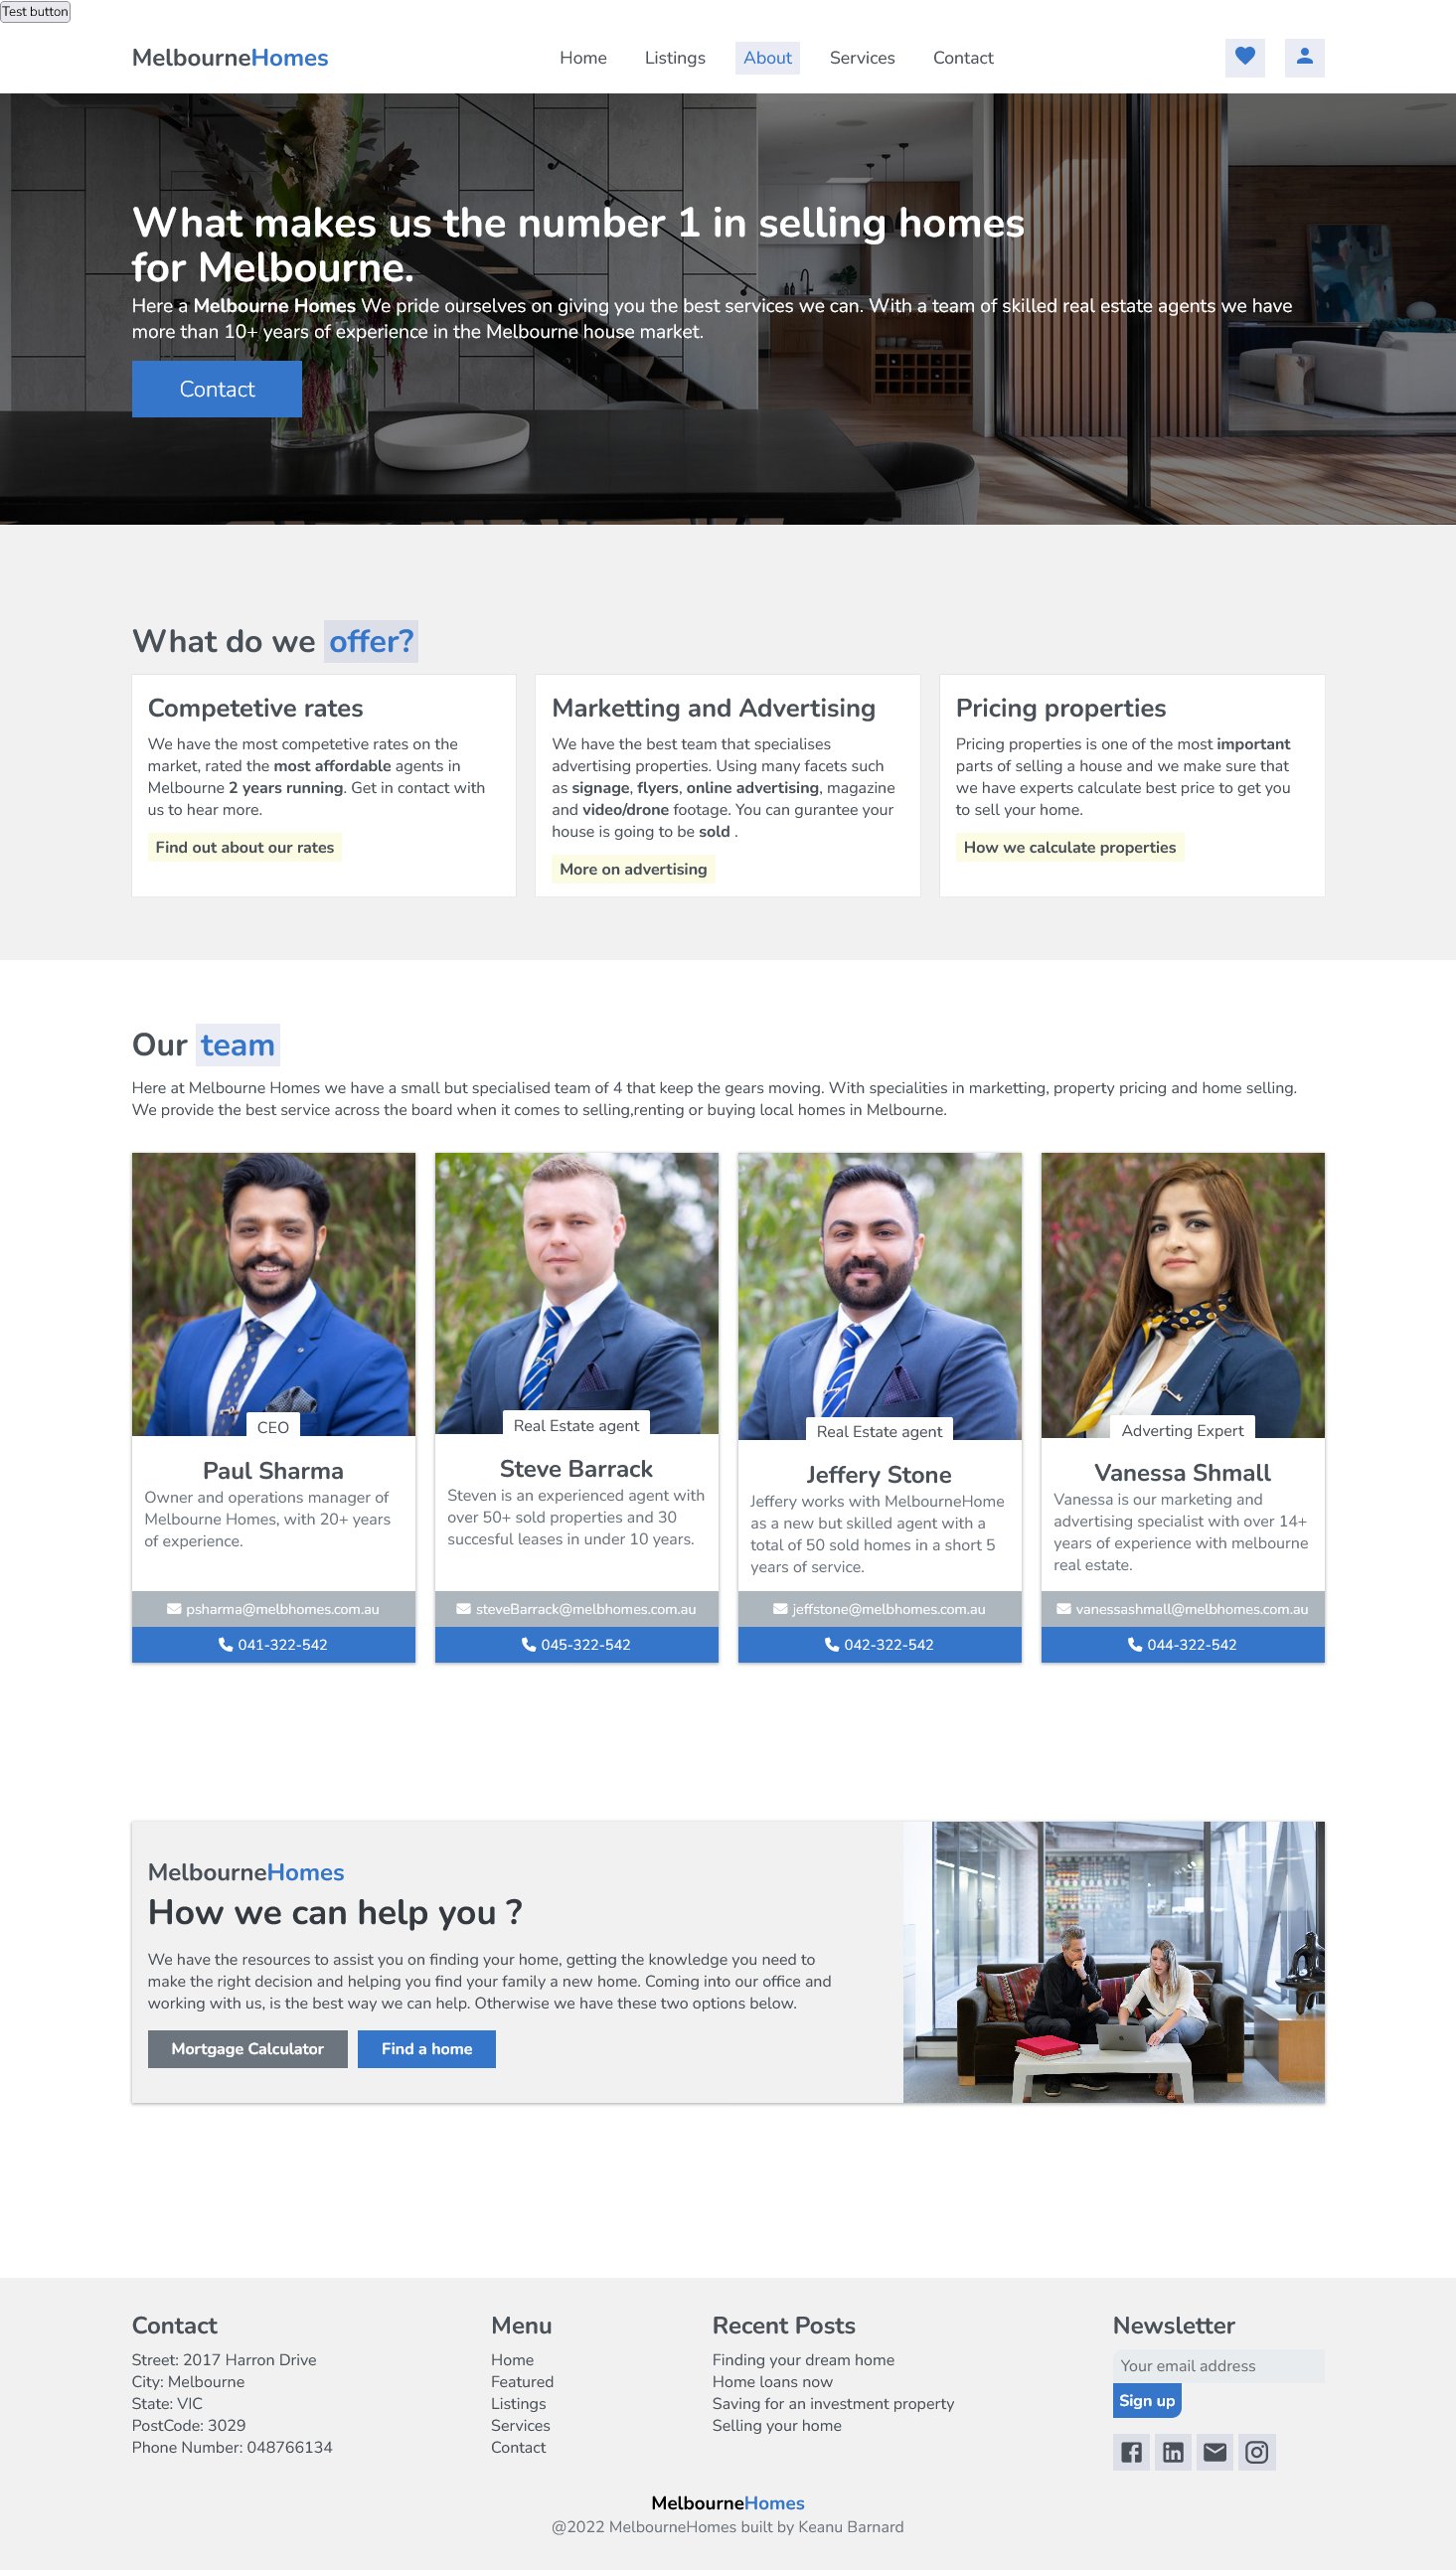 Test button
MelbourneHomes
Home Listings About Services Contact
What makes us the number 1 in selling homes
for Melbourne.
Here a Melbourne Homes We pride ourselves on giving you the best services we can. With a team of skilled real estate agents we have
more than 10+ years of experience in the Melbourne house market.
Contact
What do we offer?
Competetive rates
We have the most competetive rates on the
market, rated the most affordable agents in
Melbourne 2 years running. Get in contact with
us to hear more.
Find out about our rates
Marketting and Advertising
We have the best team that specialises
advertising properties. Using many facets such
as signage, flyers, online advertising, magazine
and video/drone footage. You can gurantee your
house is going to be sold .
More on advertising
Pricing properties
Pricing properties is one of the most important
parts of selling a house and we make sure that
we have experts calculate best price to get you
to sell your home.
How we calculate properties
Our team
Here at Melbourne Homes we have a small but specialised team of 4 that keep the gears moving. With specialities in marketting, property pricing and home selling.
We provide the best service across the board when it comes to selling,renting or buying local homes in Melbourne.
CEO
Paul Sharma
Owner and operations manager of
Melbourne Homes, with 20+ years
of experience.
psharma@melbhomes.com.au
041-322-542
Real Estate agent
Steve Barrack
Steven is an experienced agent with
over 50+ sold properties and 30
succesful leases in under 10 years.
steveBarrack@melbhomes.com.au
045-322-542
Real Estate agent
Jeffery Stone
Jeffery works with MelbourneHome
as a new but skilled agent with a
total of 50 sold homes in a short 5
years of service.
jeffstone@melbhomes.com.au
042-322-542
Adverting Expert
Vanessa Shmall
Vanessa is our marketing and
advertising specialist with over 14+
years of experience with melbourne
real estate.
vanessashmall@melbhomes.com.au
044-322-542
MelbourneHomes
How we can help you ?
We have the resources to assist you on finding your home, getting the knowledge you need to
make the right decision and helping you find your family a new home. Coming into our office and
working with us, is the best way we can help. Otherwise we have these two options below.
Mortgage Calculator Find a home
Contact
Street: 2017 Harron Drive
City: Melbourne
State: VIC
PostCode: 3029
Phone Number: 048766134
Menu
Home
Featured
Listings
Services
Contact
Recent Posts
Finding your dream home
Home loans now
Saving for an investment property
Selling your home
Newsletter
Your email address
Sign up
MelbourneHomes
@2022 MelbourneHomes built by Keanu Barnard